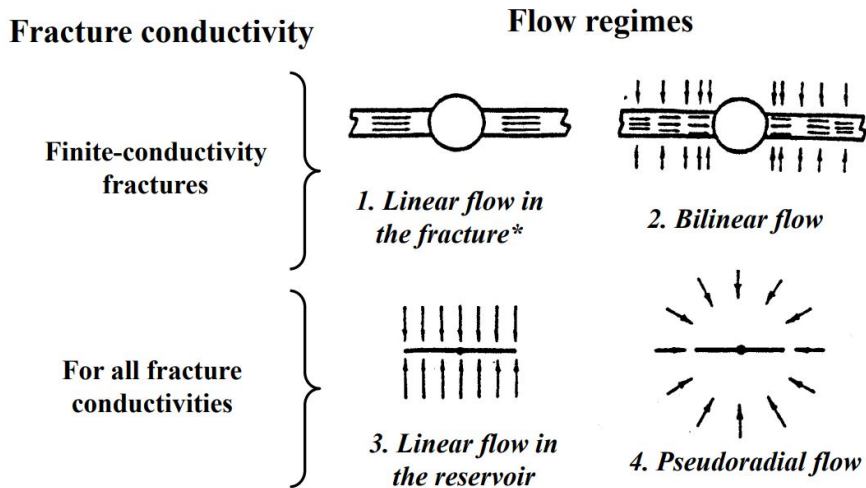 Fracture conductivity
Flow regimes
Finite-conductivity
fractures
1. Linear flow in
the fracture*
2. Bilinear flow
For all fracture
conductivities
3. Linear flow in
the reservoir
4. Pseudoradial flow